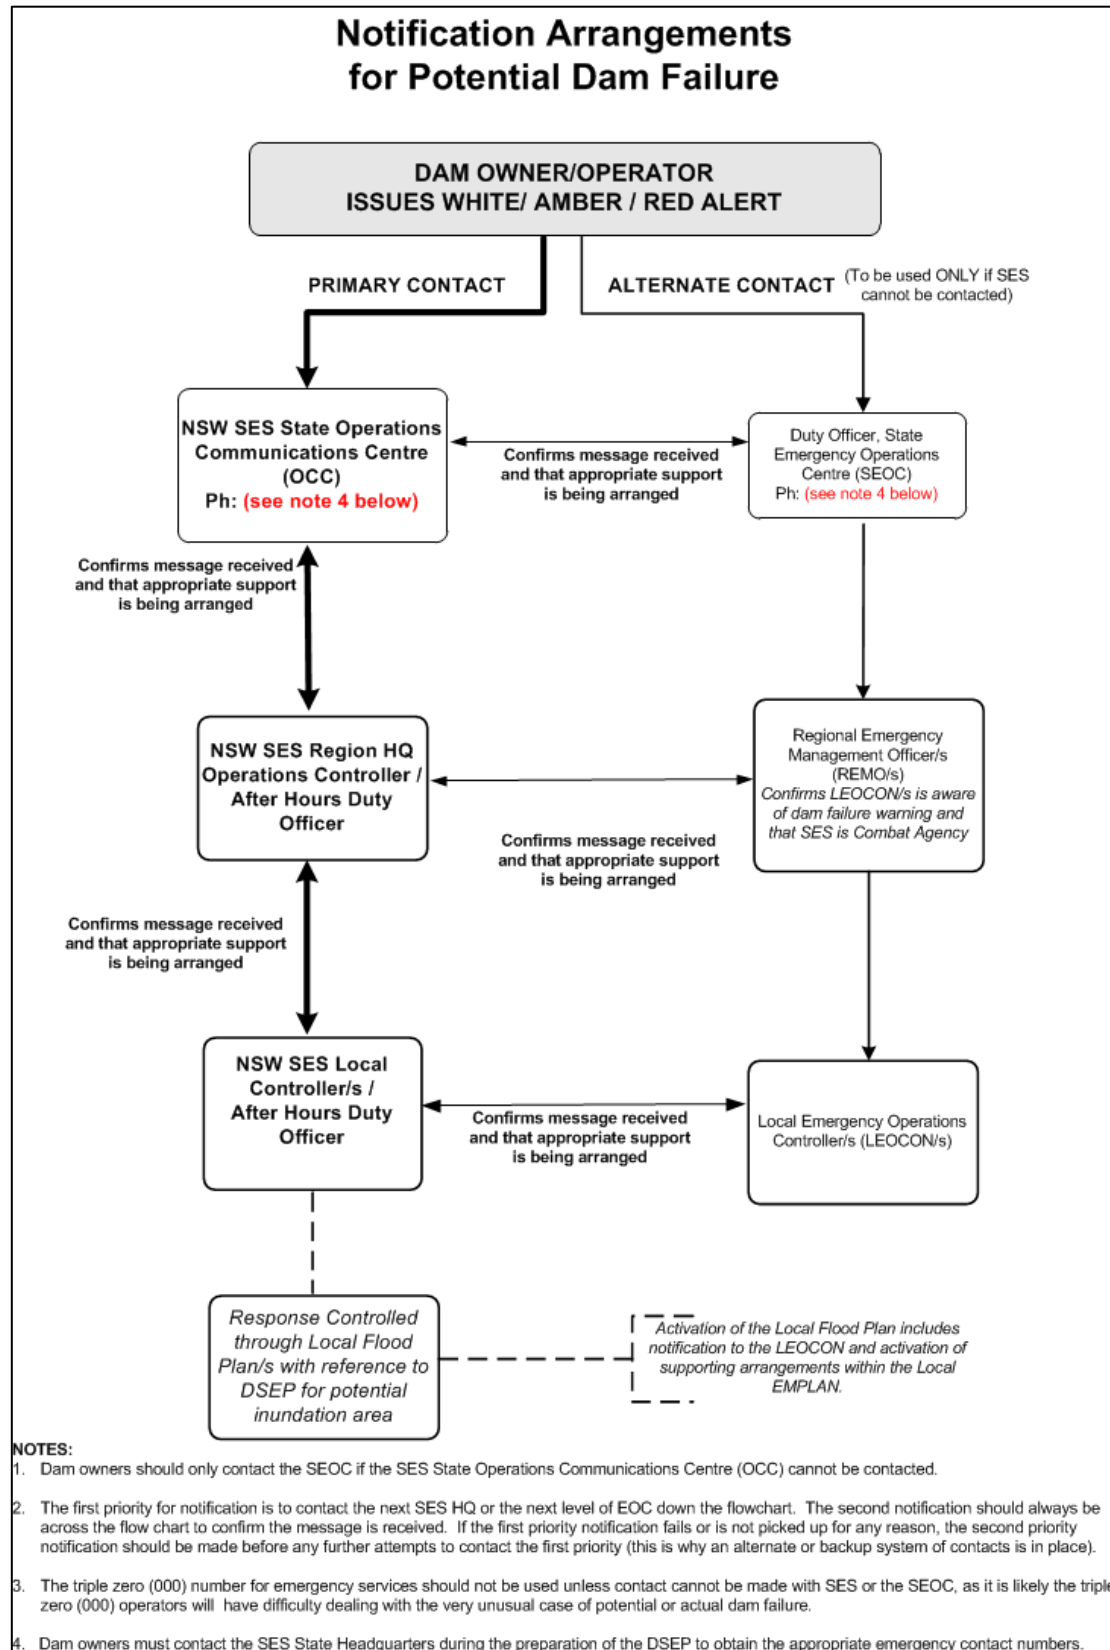 Notification Arrangements
for Potential Dam Failure
DAM OWNER/OPERATOR
ISSUES WHITE/ AMBER / RED ALERT
PRIMARY CONTACT
ALTERNATE CONTACT
(To be used ONLY if SES
cannot be contacted)
NSW SES State Operations
Communications Centre
(OCC)
Ph: (see note 4 below)
Confirms message received
and that appropriate support
is being arranged
Duty Officer, State
Emergency Operations
Centre (SEOC)
Ph: (see note 4 below)
Confirms message received
and that appropriate support
is being arranged
NSW SES Region HQ
Operations Controller /
After Hours Duty
Officer
Confirms message received
and that appropriate support
is being arranged
Regional Emergency
Management Officer/s
(REMO/s)
Confirms LEOCON/s is aware
of dam failure warning and
that SES is Combat Agency
Confirms message received
and that appropriate support
is being arranged
NSW SES Local
Controller/s /
After Hours Duty
Officer
Confirms message received
and that appropriate support
is being arranged
Local Emergency Operations
Controller/s (LEOCON/s)
Response Controlled
through Local Flood
Plan/s with reference to
DSEP for potential
inundation area
Activation of the Local Flood Plan includes
notification to the LEOCON and activation of
supporting arrangements within the Local
EMPLAN.
NOTES:
1. Dam owners should only contact the SEOC if the SES State Operations Communications Centre (OCC) cannot be contacted.
2. The first priority for notification is to contact the next SES HQ or the next level of EOC down the flowchart. The second notification should always be
across the flow chart to confirm the message is received. If the first priority notification fails or is not picked up for any reason, the second priority
notification should be made before any further attempts to contact the first priority (this is why an alternate or backup system of contacts is in place).
3. The triple zero (000) number for emergency services should not be used unless contact cannot be made with SES or the SEOC, as it is likely the triple
zero (000) operators will have difficulty dealing with the very unusual case of potential or actual dam failure.
4. Dam owners must contact the SES State Headquarters during the preparation of the DSEP to obtain the appropriate emergency contact numbers.